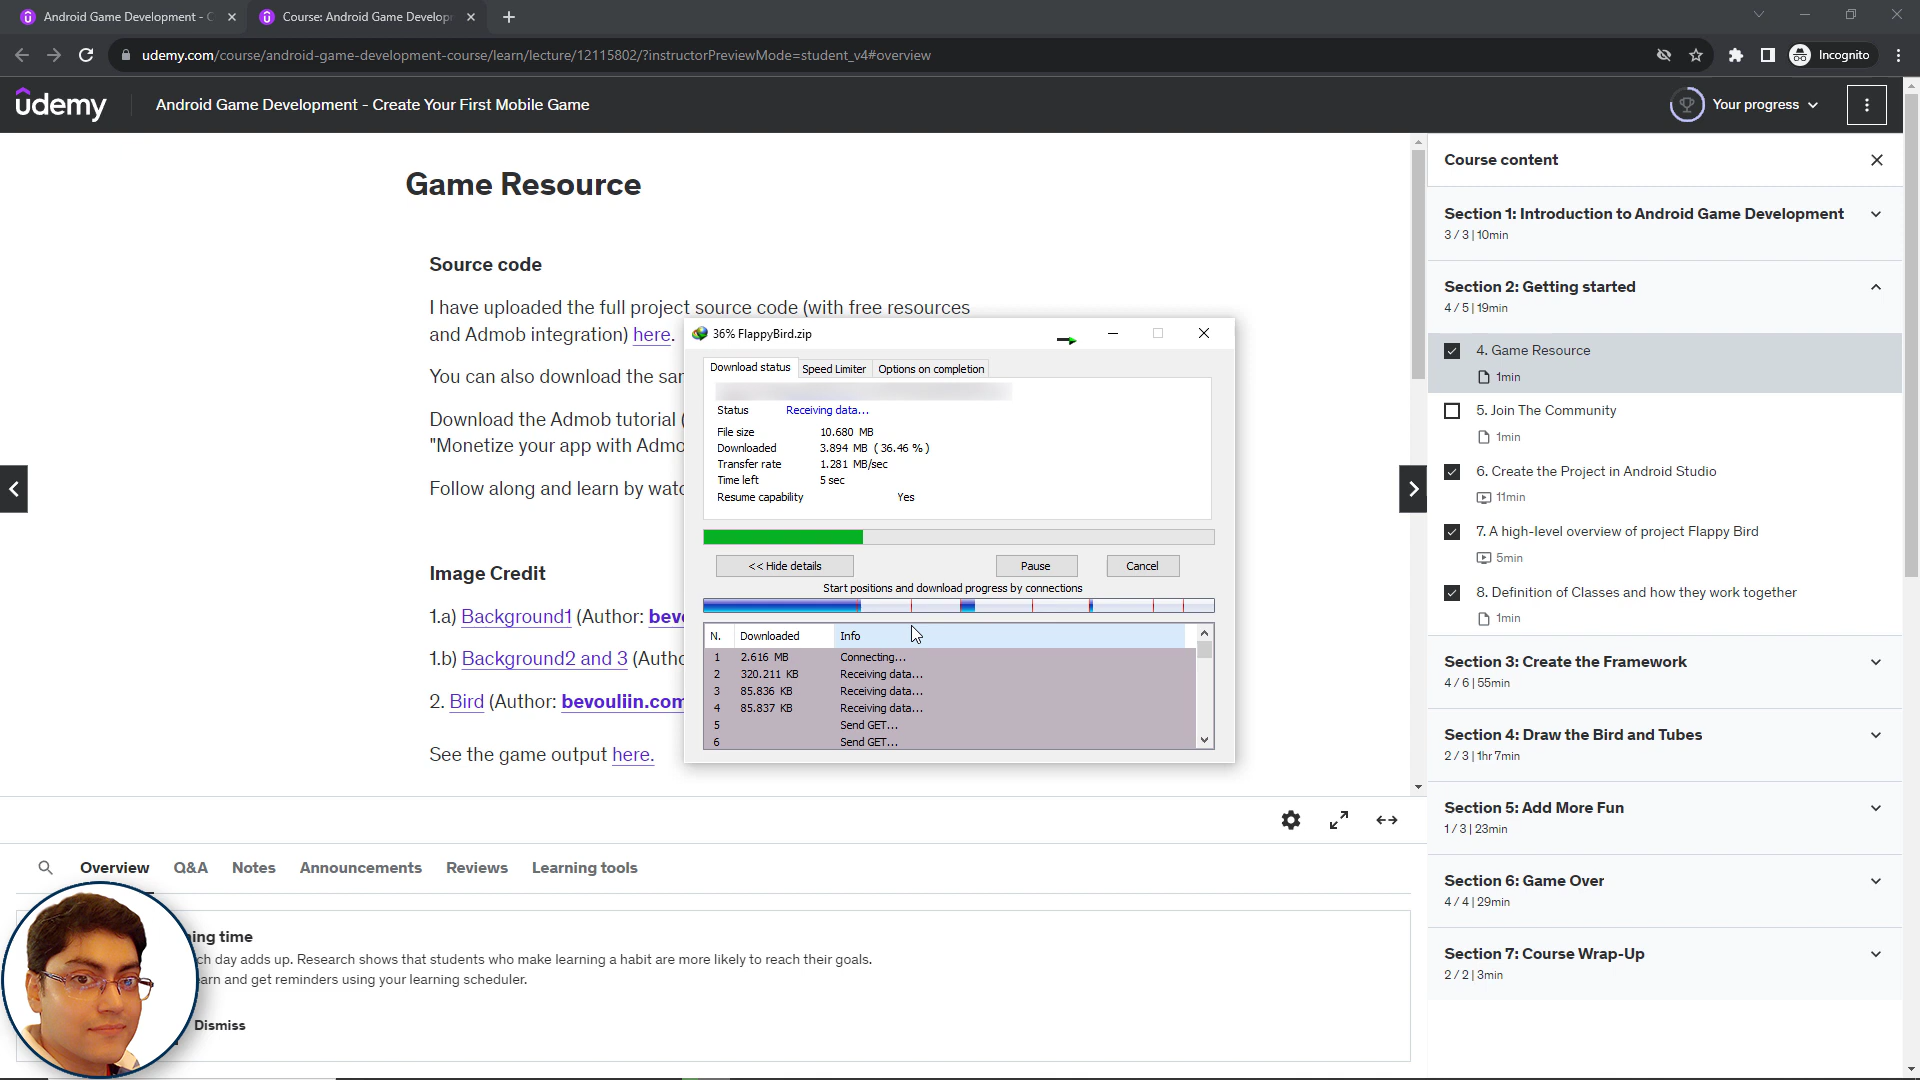 Android Game Development - C
Course: Android Game Develop
udemy.com/course/android-game-development-course/learn/lecture/12115802/?instructorPreviewMode=student_v4#overview
Incognito
udemy
Android Game Development - Create Your First Mobile Game
Your progress
Game Resource
Source code
I have uploaded the full project source code (with free resources
and Admob integration) here.
You can also download the sar
Download the Admob tutorial (
"Monetize your app with Admo
Follow along and learn by watc
Image Credit
1.a) Background1 (Author: bevo
1.b) Background2 and 3 (Autho
2. Bird (Author: bevouliin.com
See the game output here.
36% FlappyBird.zip
Download status
Speed Limiter
Options on completion
Status Receiving data...
File size 10.680 MB
Downloaded 3.894 MB ( 36.46 % )
Transfer rate 1.281 MB/sec
Time left 5 sec
Resume capability Yes
<< Hide details
Pause
Cancel
Start positions and download progress by connections
N. Downloaded Info
1 2.616 MB Connecting...
2 320.211 KB Receiving data...
3 85.836 KB Receiving data...
4 85.837 KB Receiving data...
5 Send GET...
6 Send GET...
Course content
Section 1: Introduction to Android Game Development
3 / 3 | 10min
Section 2: Getting started
4 / 5 | 19min
4. Game Resource
1min
5. Join The Community
1min
6. Create the Project in Android Studio
11min
7. A high-level overview of project Flappy Bird
5min
8. Definition of Classes and how they work together
1min
Section 3: Create the Framework
4 / 6 | 55min
Section 4: Draw the Bird and Tubes
2 / 3 | 1hr 7min
Section 5: Add More Fun
1 / 3 | 23min
Section 6: Game Over
4 / 4 | 29min
Section 7: Course Wrap-Up
2 / 2 | 3min
Overview
Q&A
Notes
Announcements
Reviews
Learning tools
ning time
ch day adds up. Research shows that students who make learning a habit are more likely to reach their goals.
earn and get reminders using your learning scheduler.
Dismiss